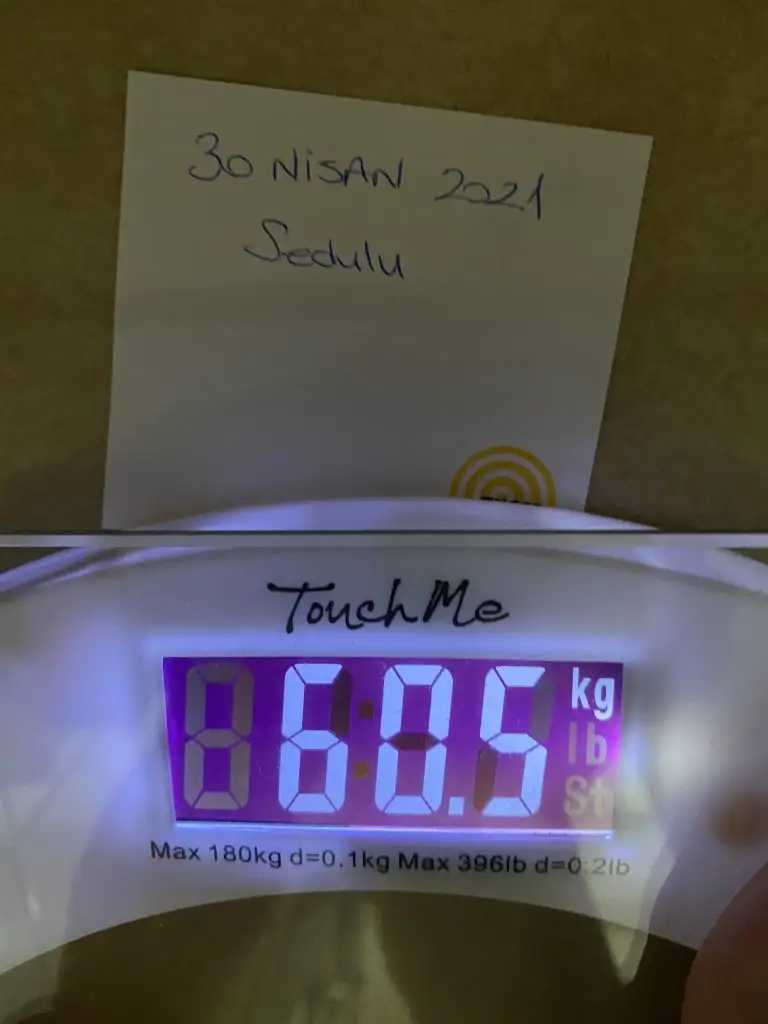 30 NiSAN 2021
Sedulu
TouchMe
60.5 kg
lb
St
Max 180kg d=0.1kg Max 396lb d=0.2lb